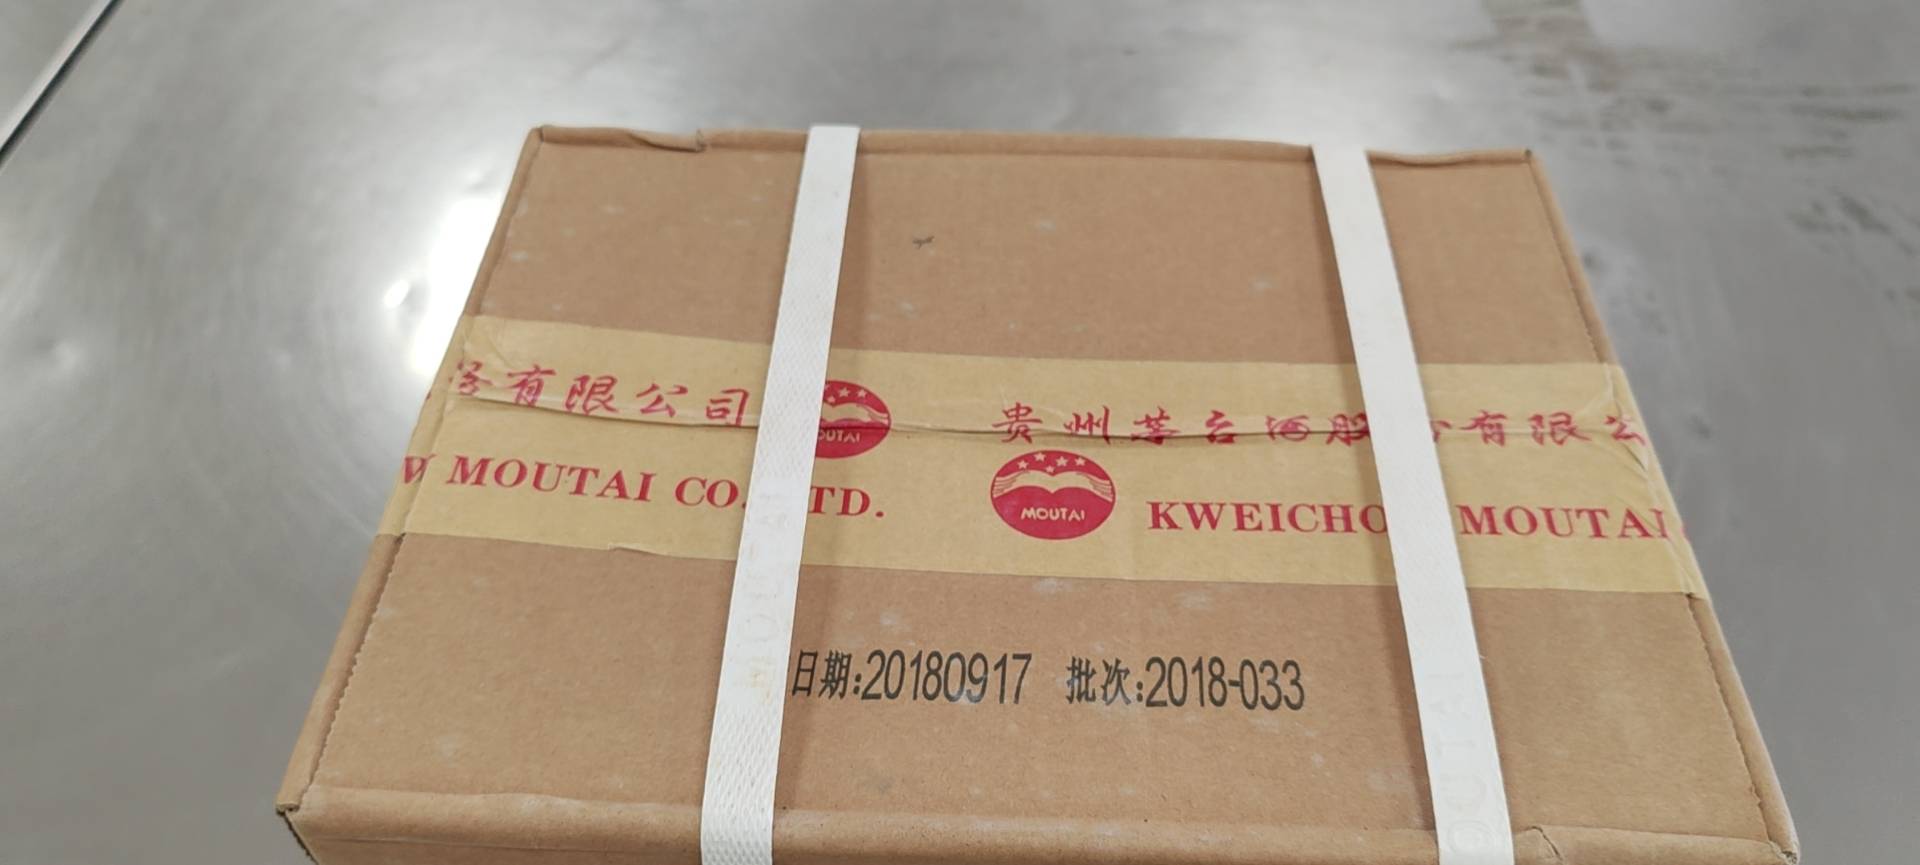 有限公司
MOUTAI
贵州茅台酒股份有限公
W MOUTAI CO. TD.
MOUTAI
KWEICHO MOUTAI
日期:20180917 批次:2018-033